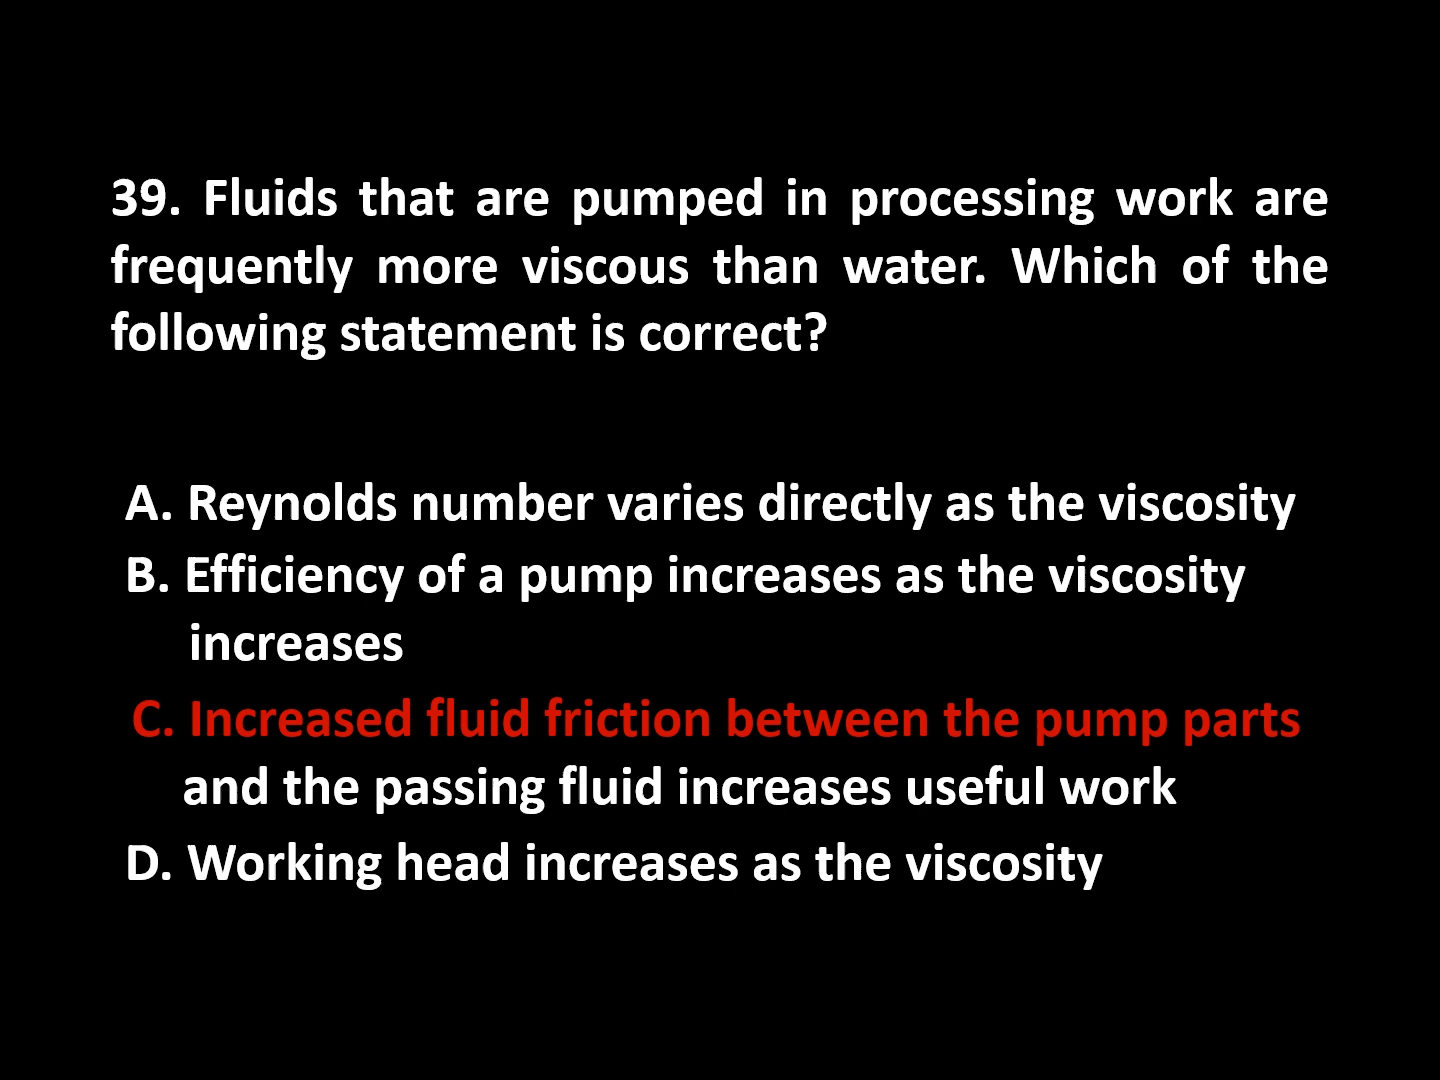 39. Fluids that are pumped in processing work are
frequently more viscous than water. Which of the
following statement is correct?
A. Reynolds number varies directly as the viscosity
B. Efficiency of a pump increases as the viscosity
increases
C. Increased fluid friction between the pump parts
and the passing fluid increases useful work
D. Working head increases as the viscosity